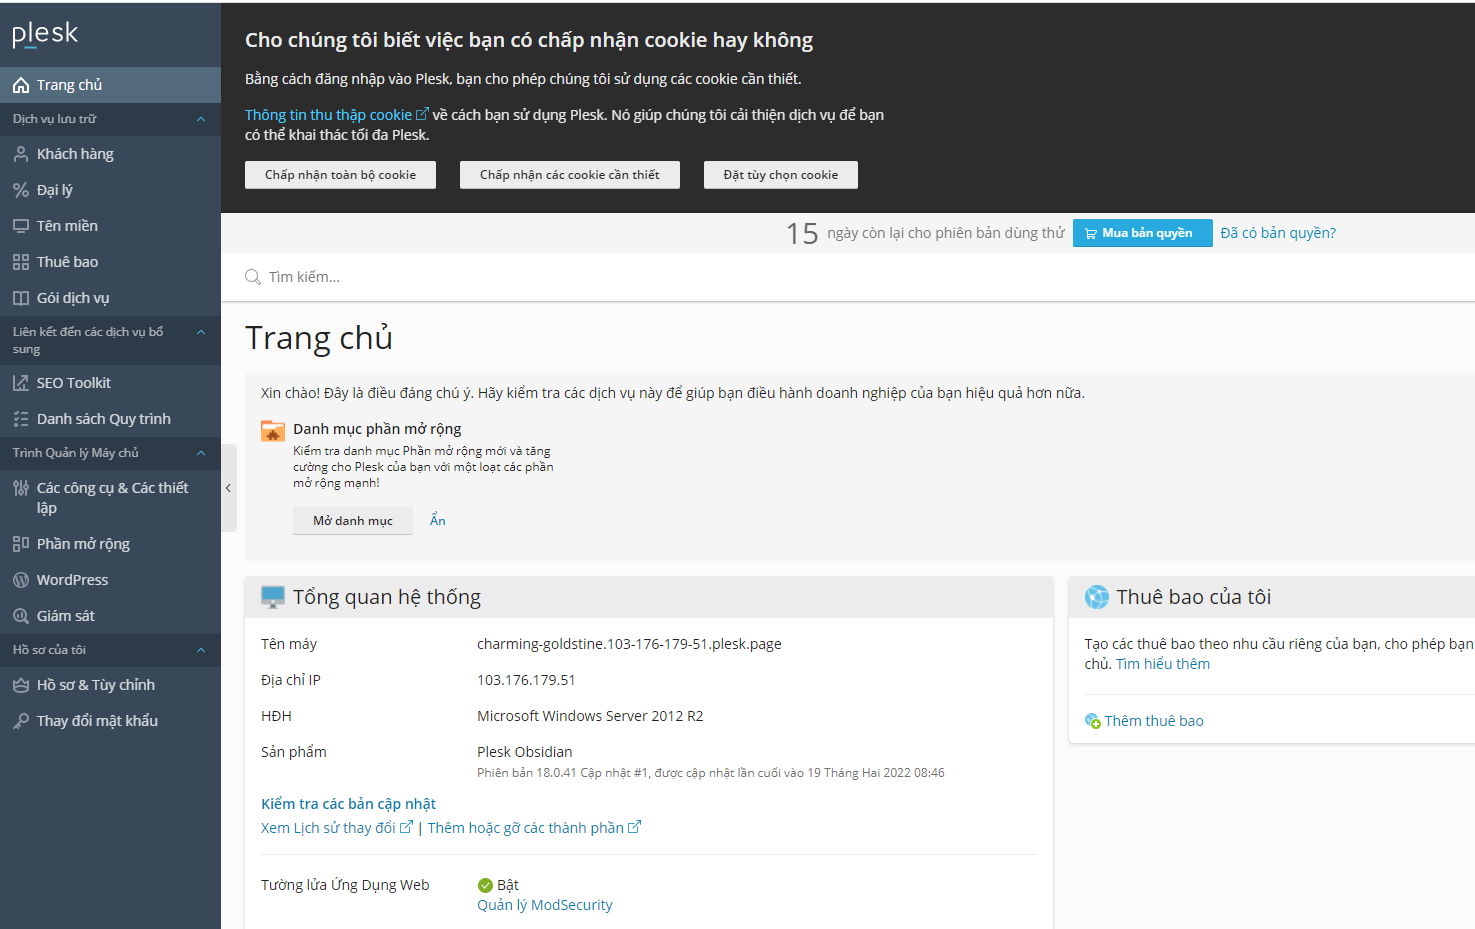 plesk
Trang chủ
Dịch vụ lưu trữ
Khách hàng
Đại lý
Tên miền
Thuê bao
Gói dịch vụ
Liên kết đến các dịch vụ bổ
sung
SEO Toolkit
Danh sách Quy trình
Trình Quản lý Máy chủ
Các công cụ & Các thiết
lập
Phần mở rộng
WordPress
Giám sát
Hồ sơ của tôi
Hồ sơ & Tùy chỉnh
Thay đổi mật khẩu
Cho chúng tôi biết việc bạn có chấp nhận cookie hay không
Bằng cách đăng nhập vào Plesk, bạn cho phép chúng tôi sử dụng các cookie cần thiết.
Thông tin thu thập cookie về cách bạn sử dụng Plesk. Nó giúp chúng tôi cải thiện dịch vụ để bạn
có thể khai thác tối đa Plesk.
Chấp nhận toàn bộ cookie Chấp nhận các cookie cần thiết Đặt tùy chọn cookie
15 ngày còn lại cho phiên bản dùng thử Mua bản quyền Đã có bản quyền?
Tìm kiếm...
Trang chủ
Xin chào! Đây là điều đáng chú ý. Hãy kiểm tra các dịch vụ này để giúp bạn điều hành doanh nghiệp của bạn hiệu quả hơn nữa.
Danh mục phần mở rộng
Kiểm tra danh mục Phần mở rộng mới và tăng
cường cho Plesk của bạn với một loạt các phần
mở rộng mạnh!
Mở danh mục Ẩn
Tổng quan hệ thống
Tên máy charming-goldstine.103-176-179-51.plesk.page
Địa chỉ IP 103.176.179.51
HĐH Microsoft Windows Server 2012 R2
Sản phẩm Plesk Obsidian
Phiên bản 18.0.41 Cập nhật #1, được cập nhật lần cuối vào 19 Tháng Hai 2022 08:46
Kiểm tra các bản cập nhật
Xem Lịch sử thay đổi | Thêm hoặc gỡ các thành phần
Tường lửa Ứng Dụng Web Bật
Quản lý ModSecurity
Thuê bao của tôi
Tạo các thuê bao theo nhu cầu riêng của bạn, cho phép bạn
chủ. Tìm hiểu thêm
Thêm thuê bao